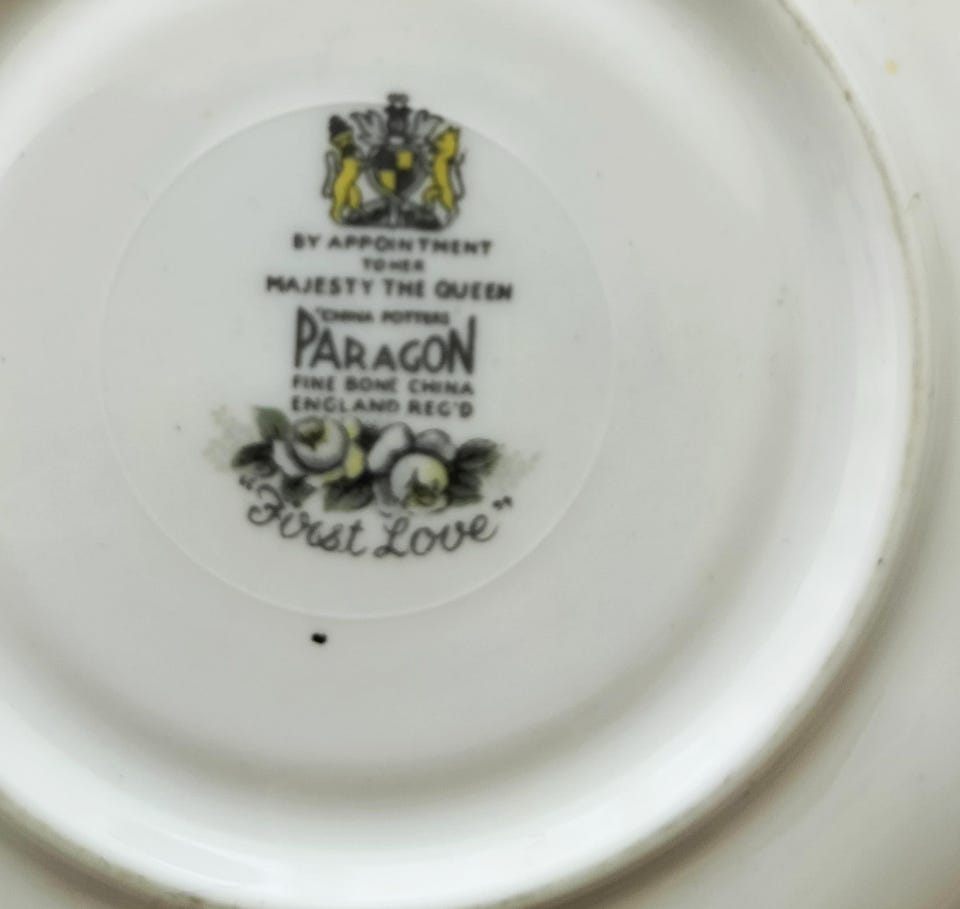 BY APPOINTMENT
TO HER
MAJESTY THE QUEEN
CHINA POTTERS
PARAGON
FINE BONE CHINA
ENGLAND REG'D
"First Love"